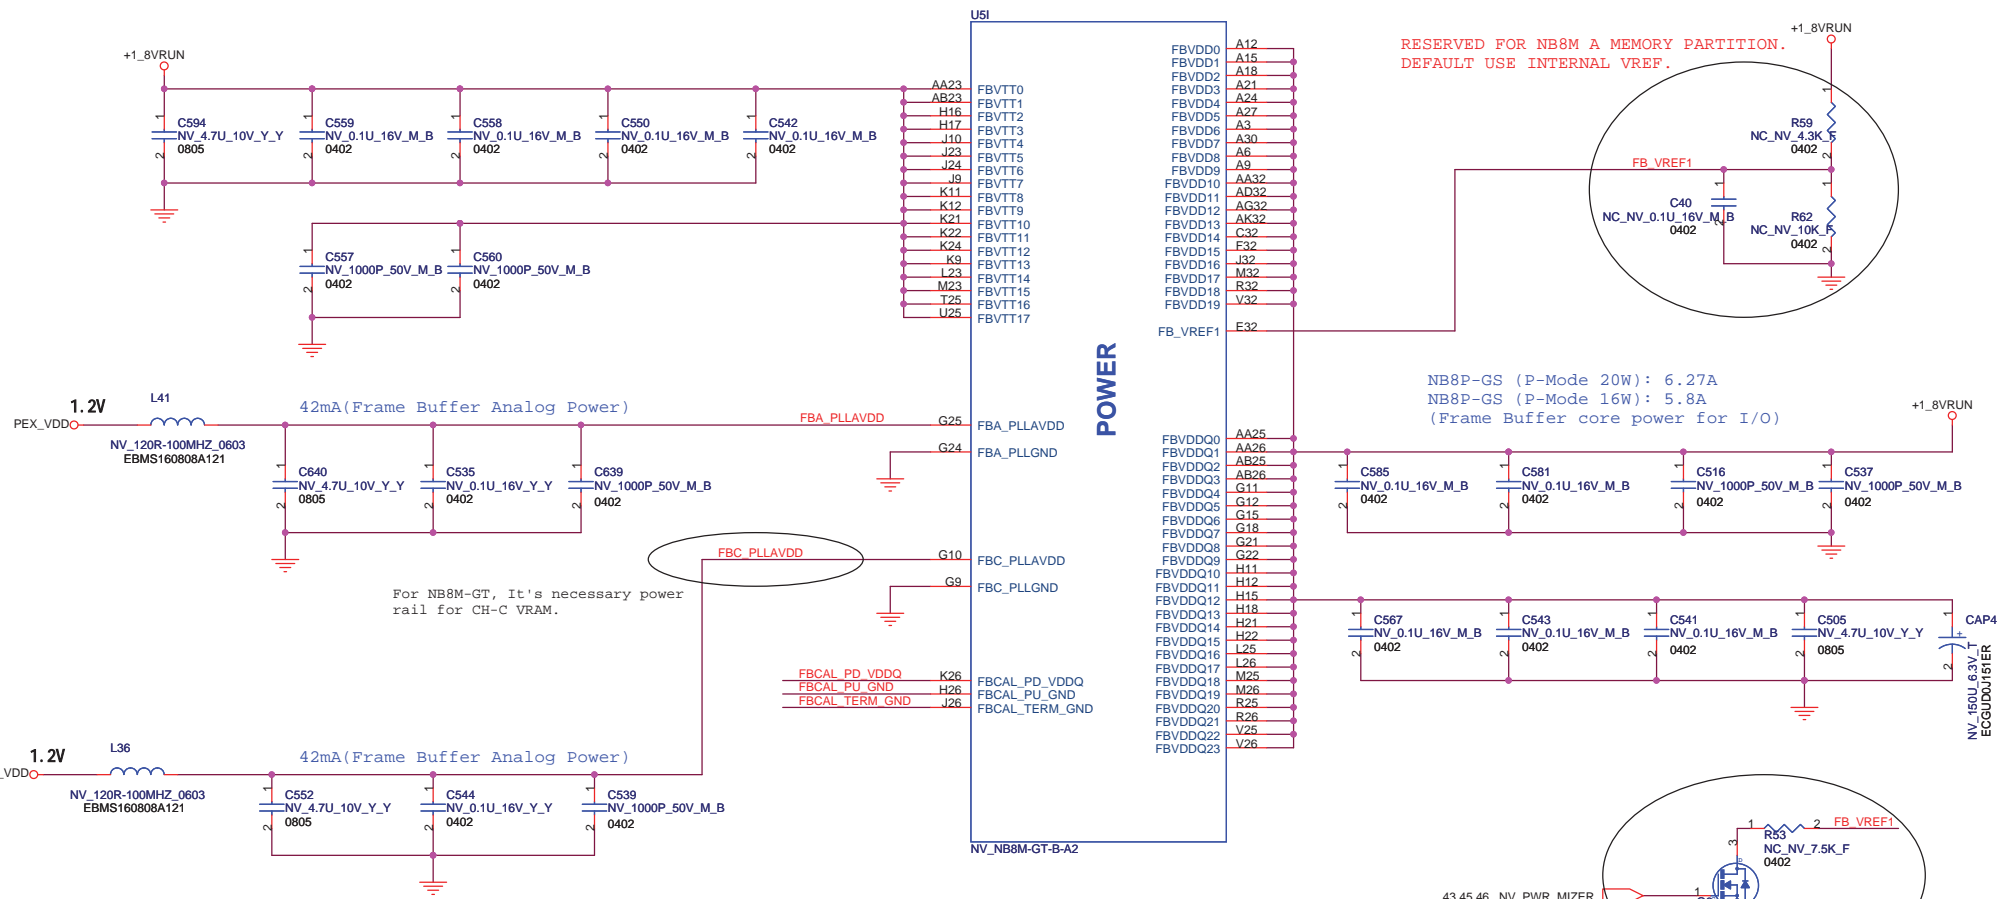 U5I
+1_8VRUN
C594
NV_4.7U_10V_Y_Y
0805
C559
NV_0.1U_16V_M_B
0402
C558
NV_0.1U_16V_M_B
0402
C550
NV_0.1U_16V_M_B
0402
C542
NV_0.1U_16V_M_B
0402
C557
NV_1000P_50V_M_B
0402
C560
NV_1000P_50V_M_B
0402
AA23 FBVTT0
AB23 FBVTT1
H16 FBVTT2
H17 FBVTT3
J10 FBVTT4
J23 FBVTT5
J24 FBVTT6
J9 FBVTT7
K11 FBVTT8
K12 FBVTT9
K21 FBVTT10
K22 FBVTT11
K24 FBVTT12
K9 FBVTT13
L23 FBVTT14
M23 FBVTT15
T25 FBVTT16
U25 FBVTT17
FBVDD0 A12
FBVDD1 A15
FBVDD2 A18
FBVDD3 A21
FBVDD4 A24
FBVDD5 A27
FBVDD6 A3
FBVDD7 A30
FBVDD8 A6
FBVDD9 A9
FBVDD10 AA32
FBVDD11 AD32
FBVDD12 AG32
FBVDD13 AK32
FBVDD14 C32
FBVDD15 F32
FBVDD16 J32
FBVDD17 M32
FBVDD18 R32
FBVDD19 V32
FB_VREF1 E32
POWER
RESERVED FOR NB8M A MEMORY PARTITION.
DEFAULT USE INTERNAL VREF.
+1_8VRUN
R59
NC_NV_4.3K_F
0402
FB_VREF1
C40
NC_NV_0.1U_16V_M_B
0402
R62
NC_NV_10K_F
0402
NB8P-GS (P-Mode 20W): 6.27A
NB8P-GS (P-Mode 16W): 5.8A
(Frame Buffer core power for I/O)
+1_8VRUN
PEX_VDD
1.2V
L41
NV_120R-100MHZ_0603
EBMS160808A121
42mA(Frame Buffer Analog Power)
FBA_PLLAVDD
G25 FBA_PLLAVDD
G24 FBA_PLLGND
C640
NV_4.7U_10V_Y_Y
0805
C535
NV_0.1U_16V_Y_Y
0402
C639
NV_1000P_50V_M_B
0402
FBC_PLLAVDD
G10 FBC_PLLAVDD
G9 FBC_PLLGND
For NB8M-GT, It's necessary power
rail for CH-C VRAM.
FBCAL_PD_VDDQ K26 FBCAL_PD_VDDQ
FBCAL_PU_GND H26 FBCAL_PU_GND
FBCAL_TERM_GND J26 FBCAL_TERM_GND
FBVDDQ0 AA25
FBVDDQ1 AA26
FBVDDQ2 AB25
FBVDDQ3 AB26
FBVDDQ4 G11
FBVDDQ5 G12
FBVDDQ6 G15
FBVDDQ7 G18
FBVDDQ8 G21
FBVDDQ9 G22
FBVDDQ10 H11
FBVDDQ11 H12
FBVDDQ12 H15
FBVDDQ13 H18
FBVDDQ14 H21
FBVDDQ15 H22
FBVDDQ16 L25
FBVDDQ17 L26
FBVDDQ18 M25
FBVDDQ19 M26
FBVDDQ20 R25
FBVDDQ21 R26
FBVDDQ22 V25
FBVDDQ23 V26
C585
NV_0.1U_16V_M_B
0402
C581
NV_0.1U_16V_M_B
0402
C516
NV_1000P_50V_M_B
0402
C537
NV_1000P_50V_M_B
0402
C567
NV_0.1U_16V_M_B
0402
C543
NV_0.1U_16V_M_B
0402
C541
NV_0.1U_16V_M_B
0402
C505
NV_4.7U_10V_Y_Y
0805
CAP4
NV_150U_6.3V_T
ECGUD0J151ER
_VDD
1.2V
L36
NV_120R-100MHZ_0603
EBMS160808A121
42mA(Frame Buffer Analog Power)
C552
NV_4.7U_10V_Y_Y
0805
C544
NV_0.1U_16V_Y_Y
0402
C539
NV_1000P_50V_M_B
0402
NV_NB8M-GT-B-A2
1 2 FB_VREF1
R53
NC_NV_7.5K_F
0402
3
43,45,46 NV_PWR_MIZER 1